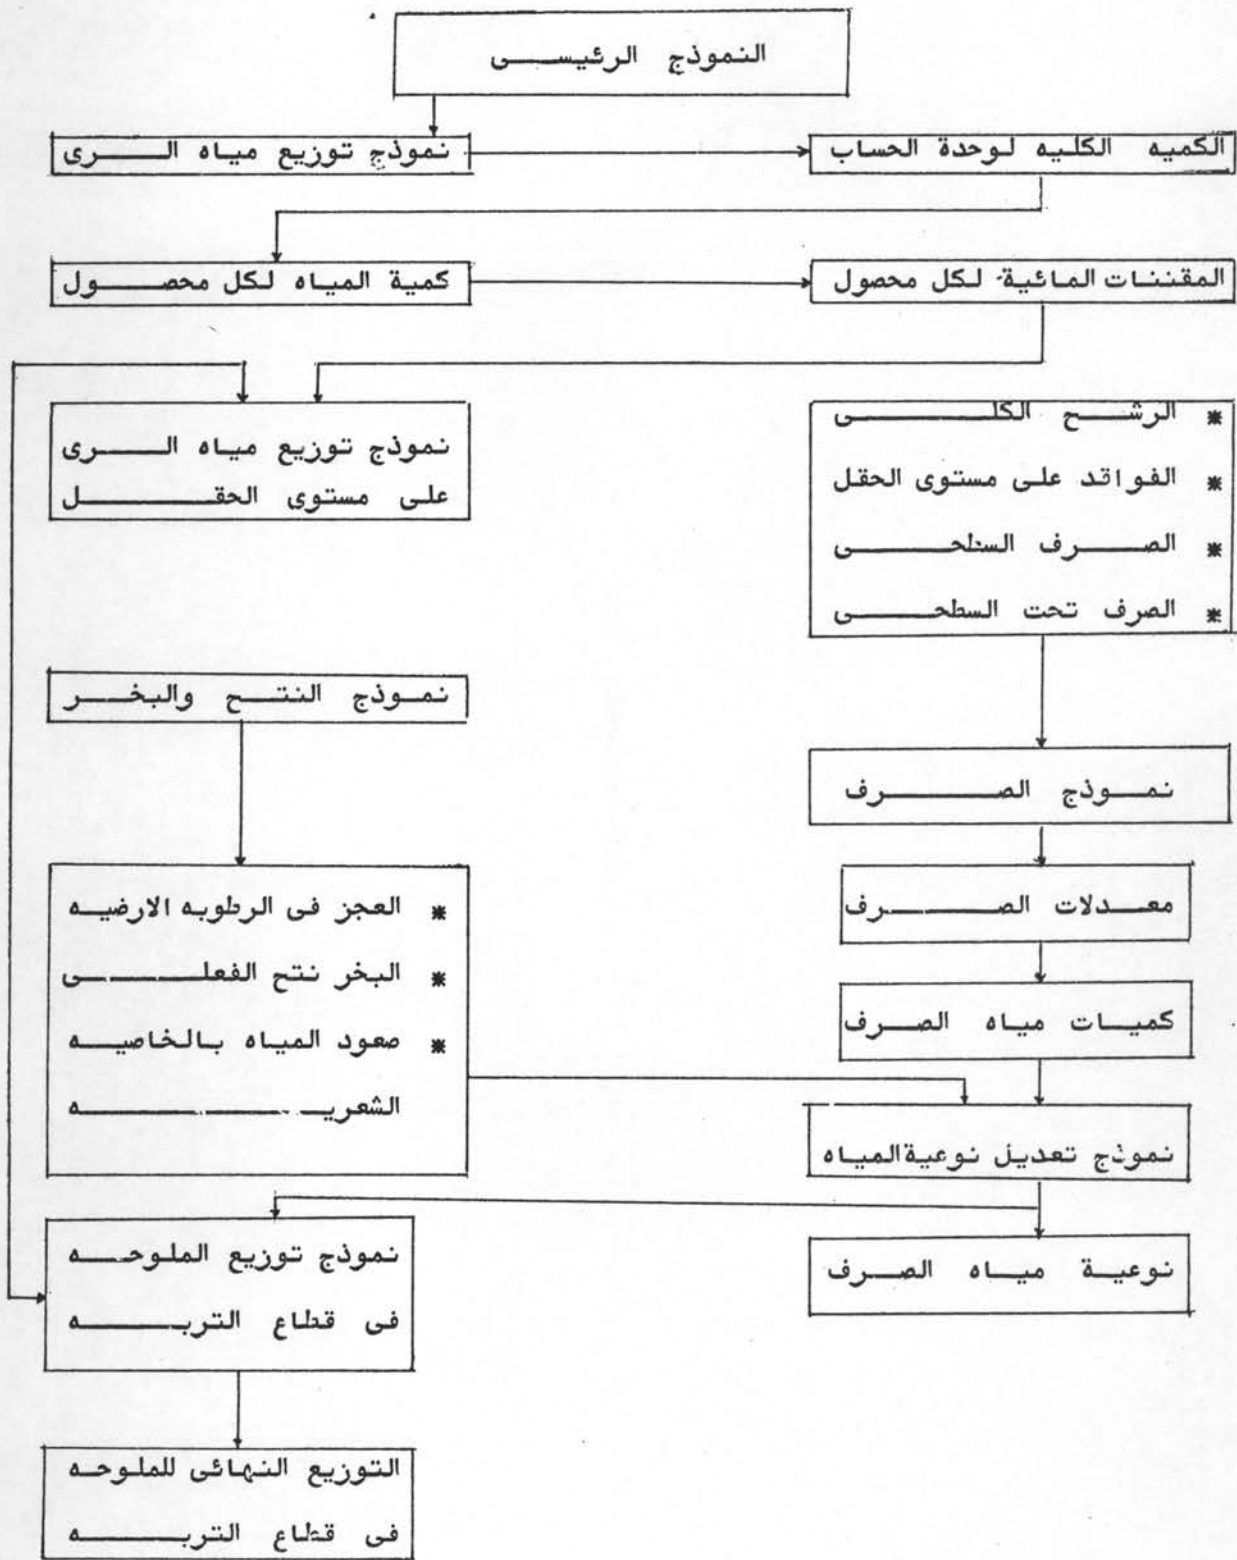 النموذج الرئيسى
الكميه الكليه لوحدة الحساب
نموذج توزيع مياه الرى
المقننات المائية لكل محصول
كمية المياه لكل محصول
* الرشح الكلى
* الفواقد على مستوى الحقل
* الصرف السطحى
* الصرف تحت السطحى
نموذج توزيع مياه الرى
على مستوى الحقل
نموذج النتح والبخر
نموذج الصرف
معدلات الصرف
كميات مياه الصرف
* العجز فى الرطوبه الارضيه
* البخر نتح الفعلى
* صعود المياه بالخاصيه
الشعريه
نموذج تعديل نوعية المياه
نوعية مياه الصرف
نموذج توزيع الملوحه
فى قطاع التربه
التوزيع النهائى للملوحه
فى قطاع التربه